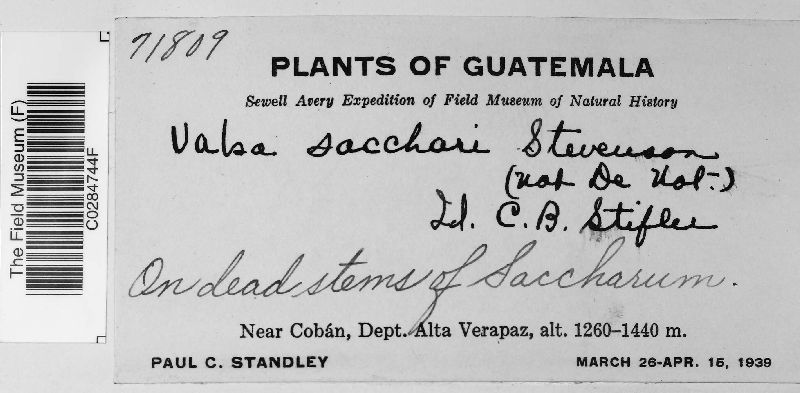 71809
PLANTS OF GUATEMALA
Sewell Avery Expedition of Field Museum of Natural History
Valsa sacchari Stevenson
(not De Not.)
Id. C. B. Stifler
On dead stems of Saccharum.
Near Cobán, Dept. Alta Verapaz, alt. 1260–1440 m.
PAUL C. STANDLEY MARCH 26-APR. 15, 1939
The Field Museum (F)
C0284744F